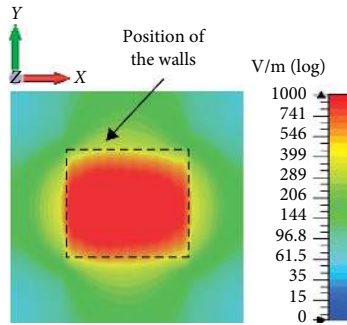 Y
Z
X
Position of
the walls
V/m (log)
1000
741
546
399
289
206
144
96.8
61.5
35
15
0